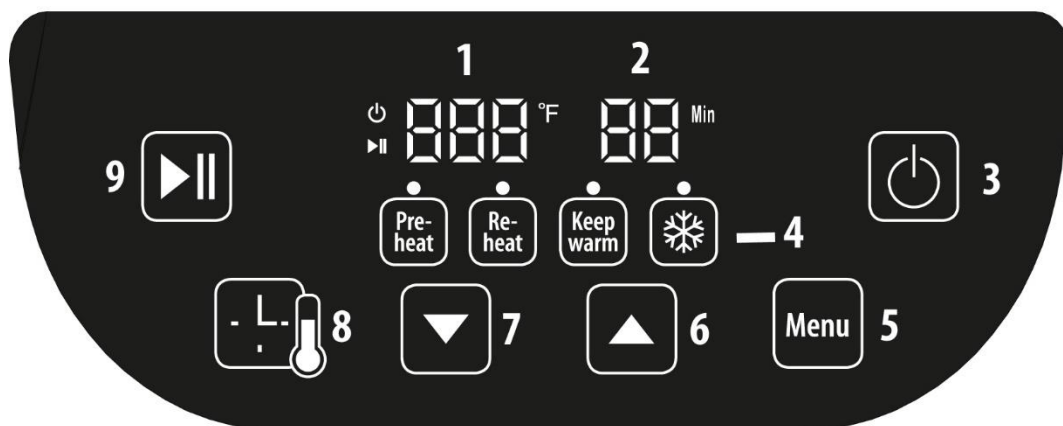 1 2
888 °F 88 Min
9 3
Pre-
heat
Re-
heat
Keep
warm
4
8 7 6 Menu 5